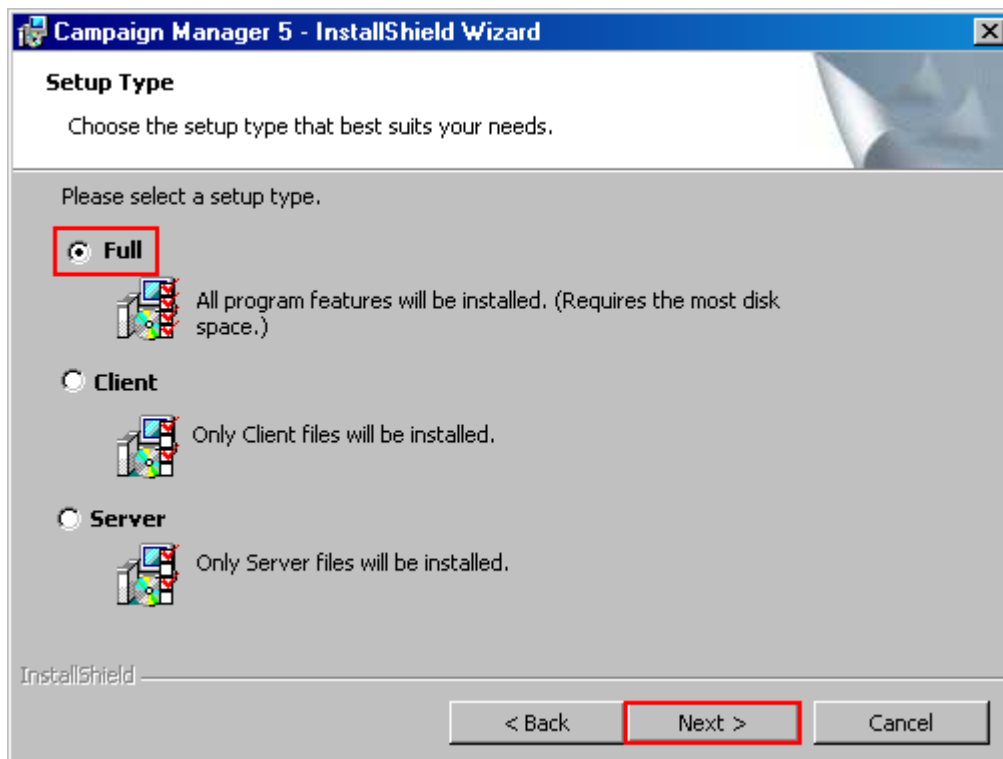 Campaign Manager 5 - InstallShield Wizard
Setup Type
Choose the setup type that best suits your needs.
Please select a setup type.
Full
All program features will be installed. (Requires the most disk
space.)
Client
Only Client files will be installed.
Server
Only Server files will be installed.
InstallShield
< Back
Next >
Cancel